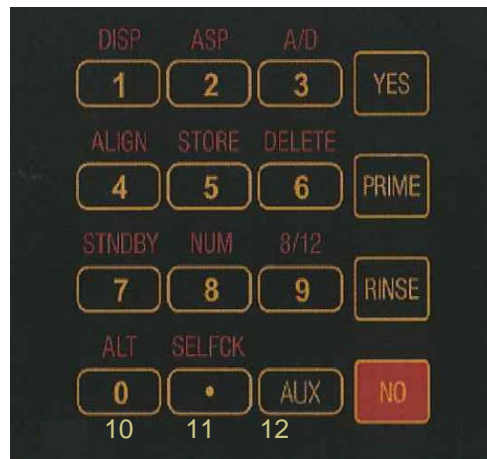 DISP ASP A/D
1 2 3 YES
ALIGN STORE DELETE
4 5 6 PRIME
STNDBY NUM 8/12
7 8 9 RINSE
ALT SELFCK
0 • AUX NO
10 11 12